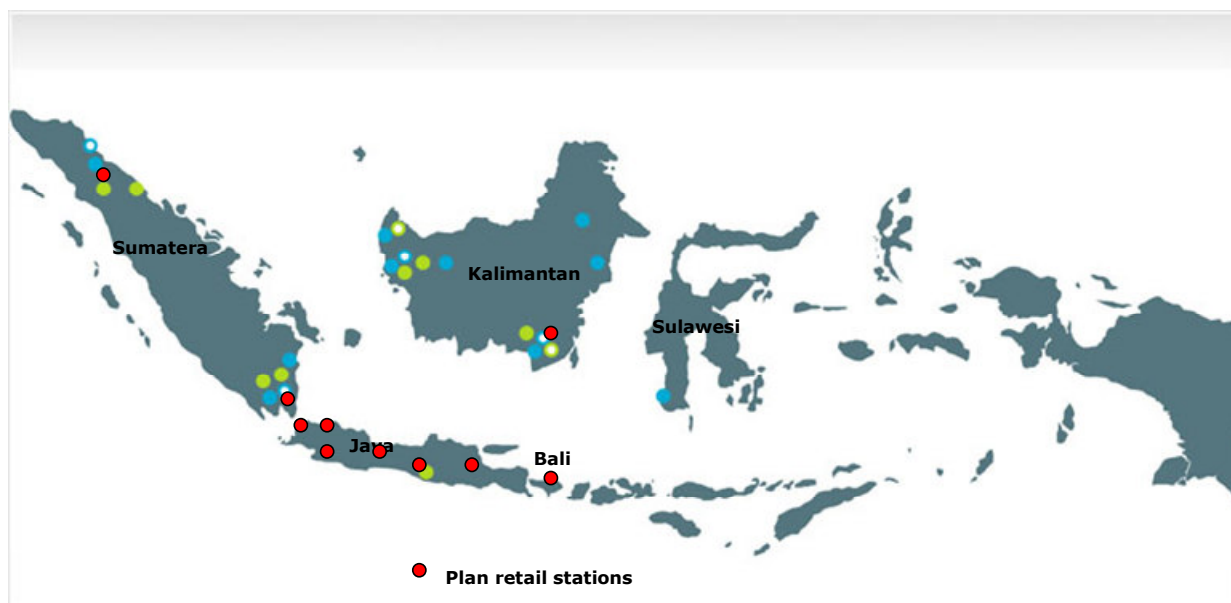 Sumatera
Kalimantan
Sulawesi
Java
Bali
Plan retail stations